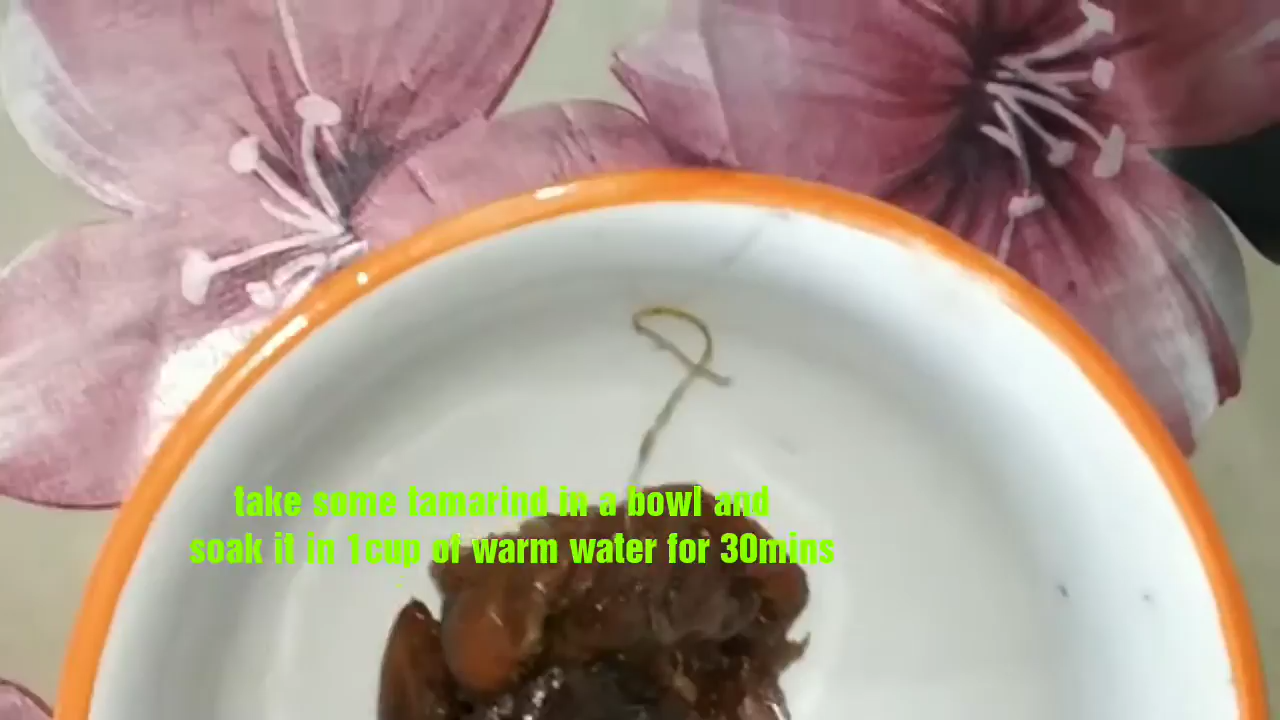 take some tamarind in a bowl and
soak it in 1cup of warm water for 30mins